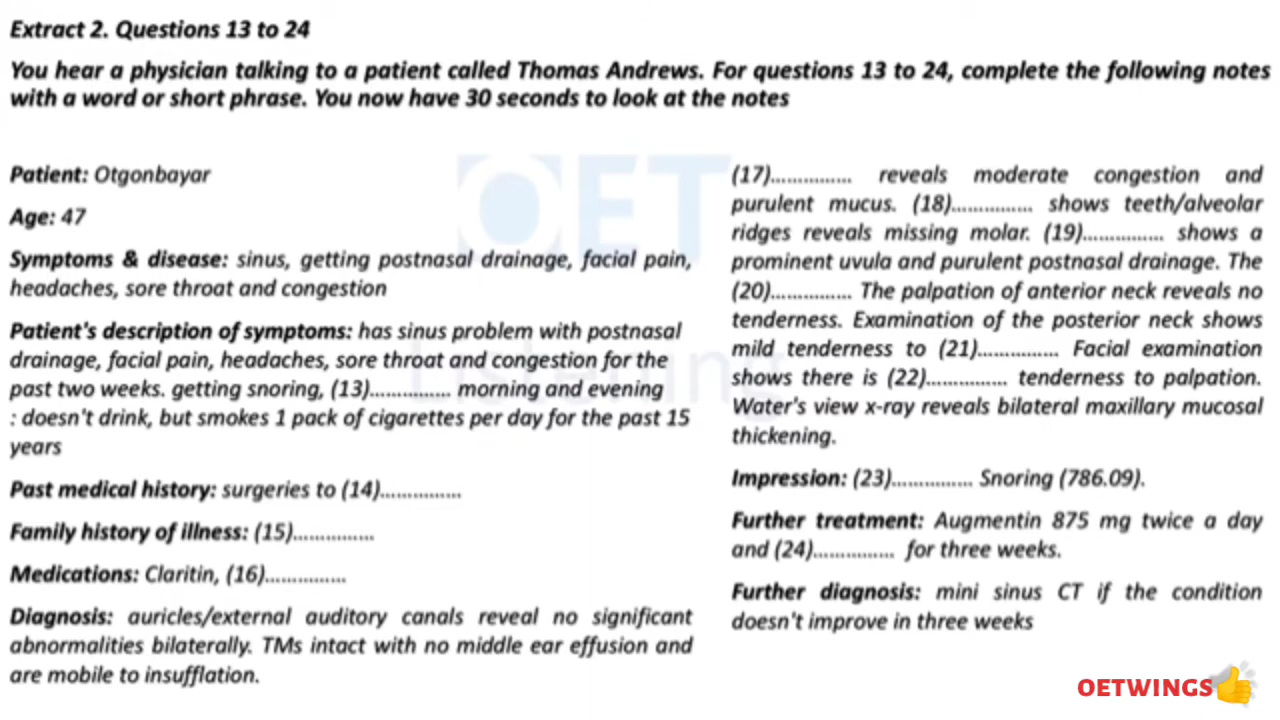 Extract 2. Questions 13 to 24
You hear a physician talking to a patient called Thomas Andrews. For questions 13 to 24, complete the following notes
with a word or short phrase. You now have 30 seconds to look at the notes
Patient: Otgonbayar
Age: 47
Symptoms & disease: sinus, getting postnasal drainage, facial pain,
headaches, sore throat and congestion
Patient's description of symptoms: has sinus problem with postnasal
drainage, facial pain, headaches, sore throat and congestion for the
past two weeks. getting snoring, (13)............... morning and evening
: doesn't drink, but smokes 1 pack of cigarettes per day for the past 15
years
Past medical history: surgeries to (14)...............
Family history of illness: (15)...............
Medications: Claritin, (16)...............
Diagnosis: auricles/external auditory canals reveal no significant
abnormalities bilaterally. TMs intact with no middle ear effusion and
are mobile to insufflation.
(17)............... reveals moderate congestion and
purulent mucus. (18)............... shows teeth/alveolar
ridges reveals missing molar. (19)............... shows a
prominent uvula and purulent postnasal drainage. The
(20)............... The palpation of anterior neck reveals no
tenderness. Examination of the posterior neck shows
mild tenderness to (21)............... Facial examination
shows there is (22)............... tenderness to palpation.
Water's view x-ray reveals bilateral maxillary mucosal
thickening.
Impression: (23)............... Snoring (786.09).
Further treatment: Augmentin 875 mg twice a day
and (24)............... for three weeks.
Further diagnosis: mini sinus CT if the condition
doesn't improve in three weeks
OET
Listening
OETWINGS